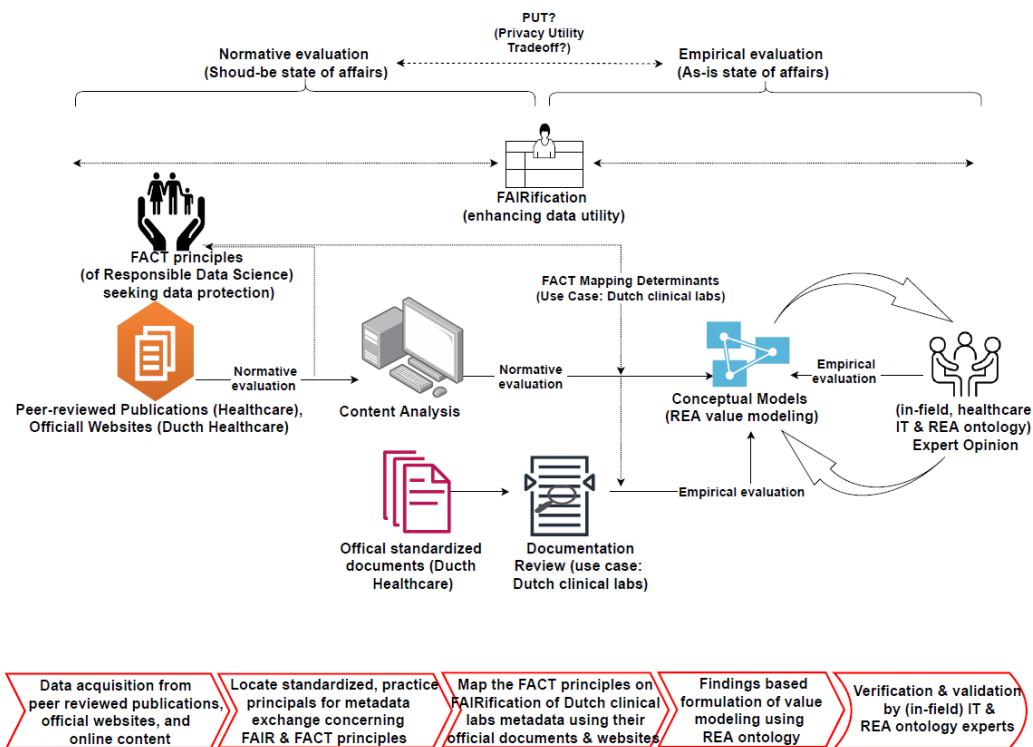 PUT?
(Privacy Utility
Tradeoff?)
Normative evaluation
(Shoud-be state of affairs)
Empirical evaluation
(As-is state of affairs)
FAIRification
(enhancing data utility)
FACT principles
(of Responsible Data Science)
seeking data protection)
FACT Mapping Determinants
(Use Case: Dutch clinical labs)
Normative
evaluation
Peer-reviewed Publications (Healthcare),
Officiall Websites (Ducth Healthcare)
Content Analysis
Normative
evaluation
Conceptual Models
(REA value modeling)
Empirical
evaluation
(in-field, healthcare
IT & REA ontology)
Expert Opinion
Offical standardized
documents (Ducth
Healthcare)
Documentation
Review (use case:
Dutch clinical labs)
Empirical evaluation
Data acquisition from
peer reviewed publications,
official websites, and
online content
Locate standardized, practice
principals for metadata
exchange concerning
FAIR & FACT principles
Map the FACT principles on
FAIRification of Dutch clinical
labs metadata using their
official documents & websites
Findings based
formulation of value
modeling using
REA ontology
Verification & validation
by (in-field) IT &
REA ontology experts